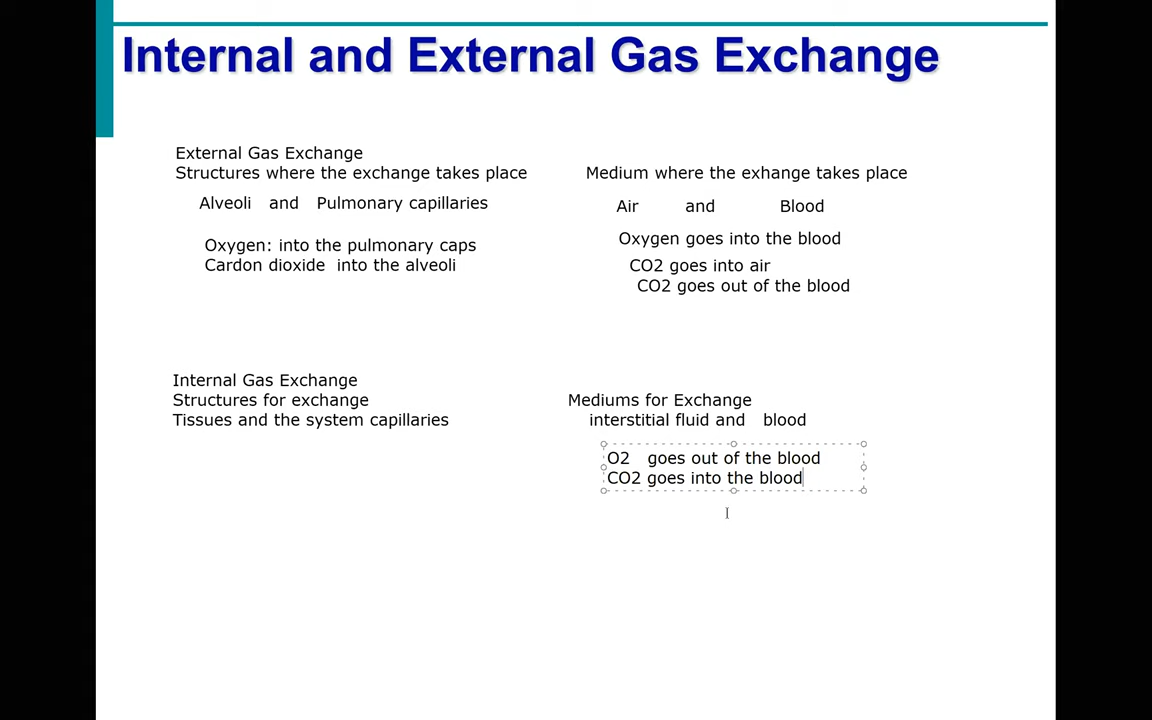 Internal and External Gas Exchange
External Gas Exchange
Structures where the exchange takes place
Alveoli and Pulmonary capillaries
Oxygen: into the pulmonary caps
Cardon dioxide into the alveoli
Medium where the exhange takes place
Air and Blood
Oxygen goes into the blood
CO2 goes into air
CO2 goes out of the blood
Internal Gas Exchange
Structures for exchange
Tissues and the system capillaries
Mediums for Exchange
interstitial fluid and blood
O2 goes out of the blood
CO2 goes into the blood